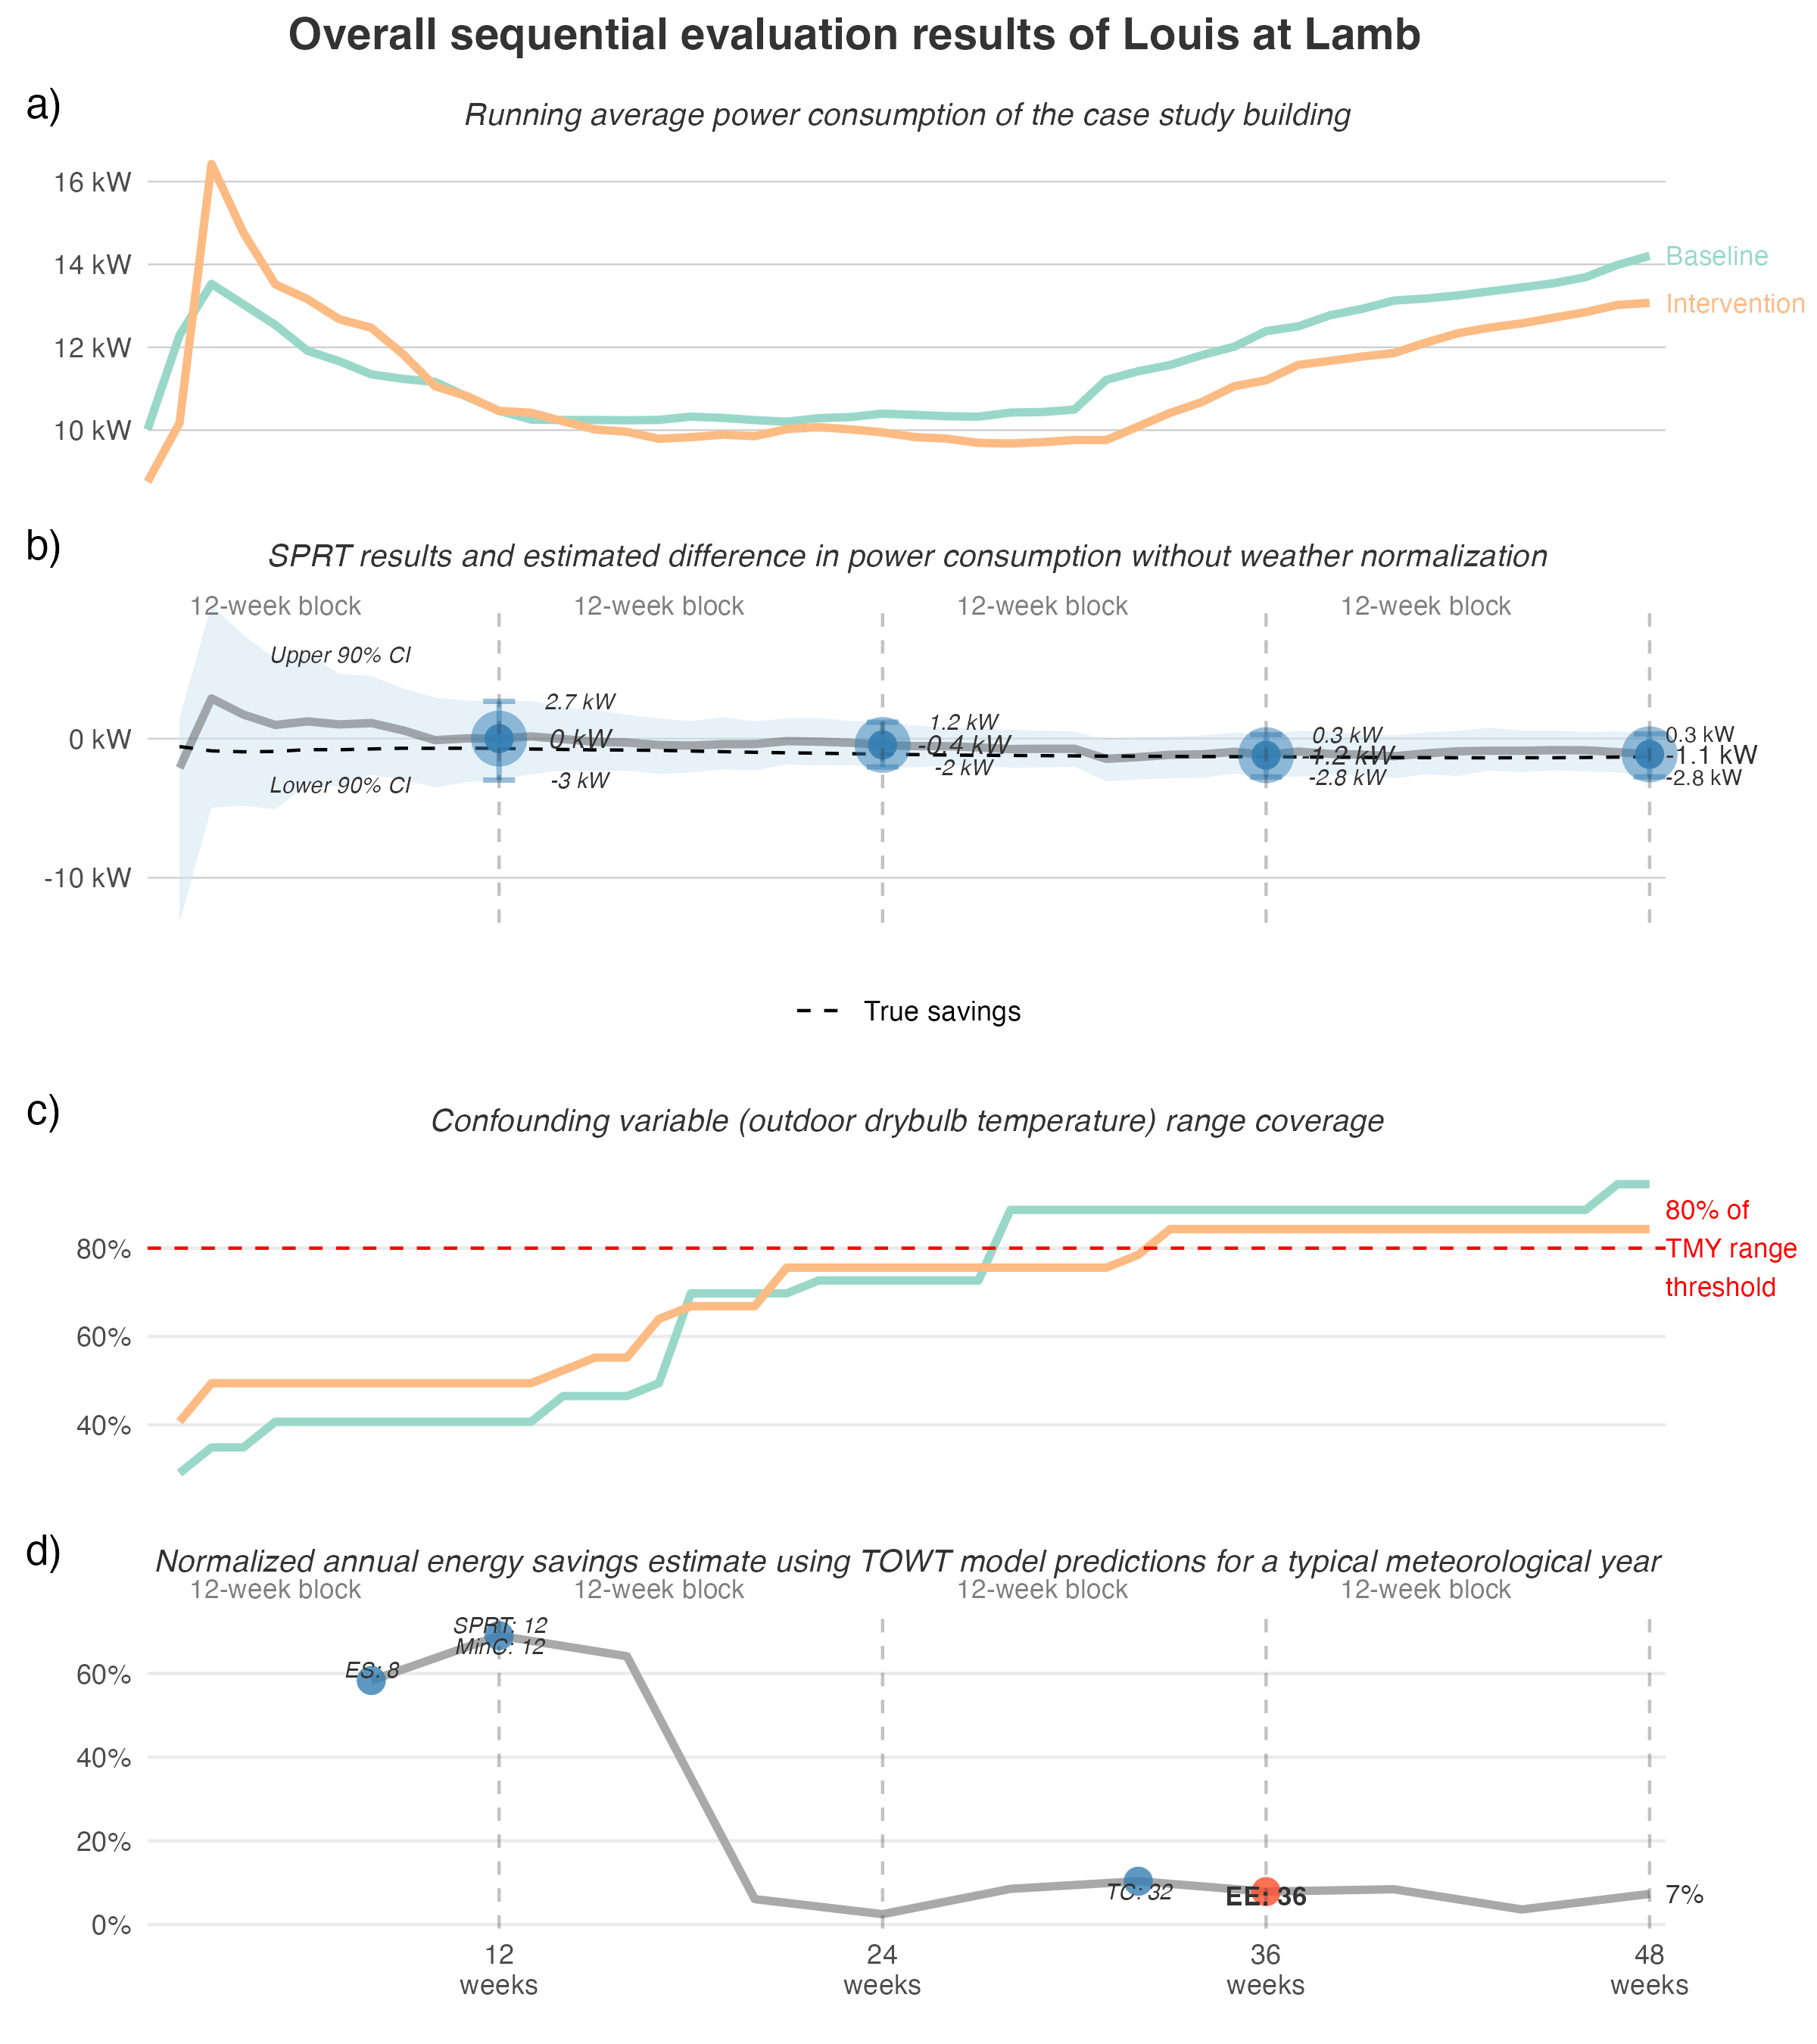 Overall sequential evaluation results of Louis at Lamb
a)
Running average power consumption of the case study building
16 kW
14 kW
12 kW
10 kW
Baseline
Intervention
b)
SPRT results and estimated difference in power consumption without weather normalization
12-week block
12-week block
12-week block
12-week block
Upper 90% CI
Lower 90% CI
0 kW
-10 kW
2.7 kW
0 kW
-3 kW
1.2 kW
-0.4 kW
-2 kW
0.3 kW
-1.2 kW
-2.8 kW
0.3 kW
-1.1 kW
-2.8 kW
True savings
c)
Confounding variable (outdoor drybulb temperature) range coverage
80%
60%
40%
80% of
TMY range
threshold
d)
Normalized annual energy savings estimate using TOWT model predictions for a typical meteorological year
12-week block
12-week block
12-week block
12-week block
60%
40%
20%
0%
ES: 8
SPRT: 12
MinC: 12
TC: 32
EE: 36
7%
12
weeks
24
weeks
36
weeks
48
weeks